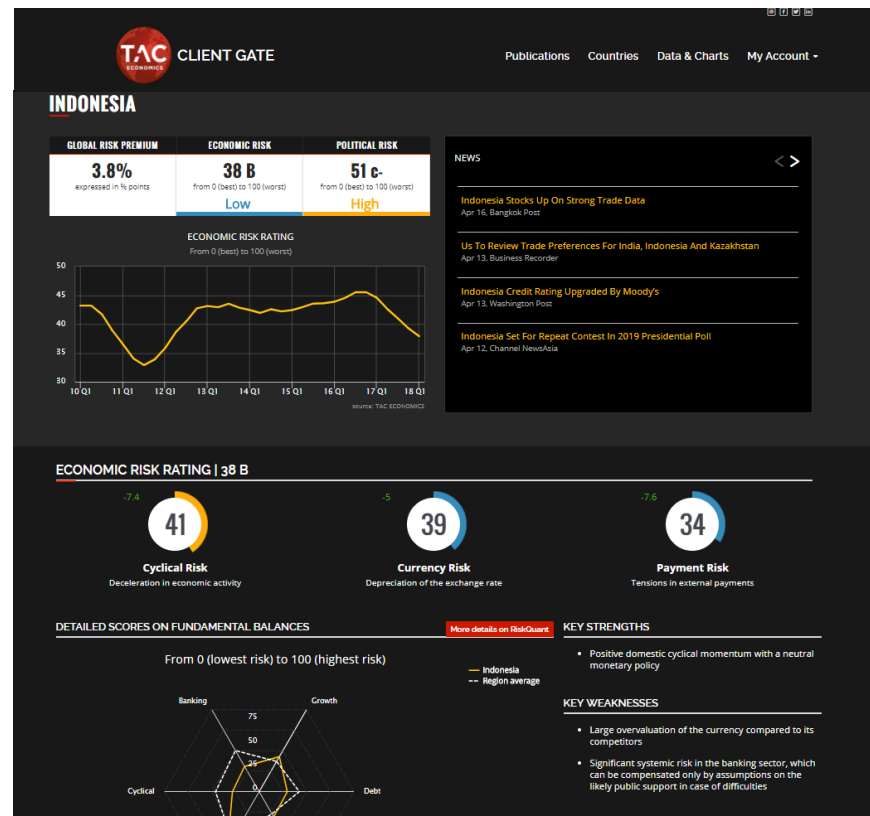 TAC
ECONOMICS
CLIENT GATE
Publications Countries Data & Charts My Account
INDONESIA
GLOBAL RISK PREMIUM ECONOMIC RISK POLITICAL RISK
3.8% 38 B 51 c-
expressed in % points from 0 (best) to 100 (worst) from 0 (best) to 100 (worst)
Low High
NEWS
< >
Indonesia Stocks Up On Strong Trade Data
Apr 16, Bangkok Post
Us To Review Trade Preferences For India, Indonesia And Kazakhstan
Apr 13, Business Recorder
Indonesia Credit Rating Upgraded By Moody's
Apr 13, Washington Post
Indonesia Set For Repeat Contest In 2019 Presidential Poll
Apr 12, Channel NewsAsia
ECONOMIC RISK RATING
From 0 (best) to 100 (worst)
50
45
40
35
30
10 Q1 11 Q1 12 Q1 13 Q1 14 Q1 15 Q1 16 Q1 17 Q1 18 Q1
source: TAC ECONOMICS
ECONOMIC RISK RATING | 38 B
-7.4 -5 -7.6
41 39 34
Cyclical Risk Currency Risk Payment Risk
Deceleration in economic activity Depreciation of the exchange rate Tensions in external payments
DETAILED SCORES ON FUNDAMENTAL BALANCES
More details on RiskQuant
From 0 (lowest risk) to 100 (highest risk)
Indonesia
Region average
Banking Growth
75
50
25
0
Cyclical Debt
KEY STRENGTHS
• Positive domestic cyclical momentum with a neutral
monetary policy
KEY WEAKNESSES
• Large overvaluation of the currency compared to its
competitors
• Significant systemic risk in the banking sector, which
can be compensated only by assumptions on the
likely public support in case of difficulties